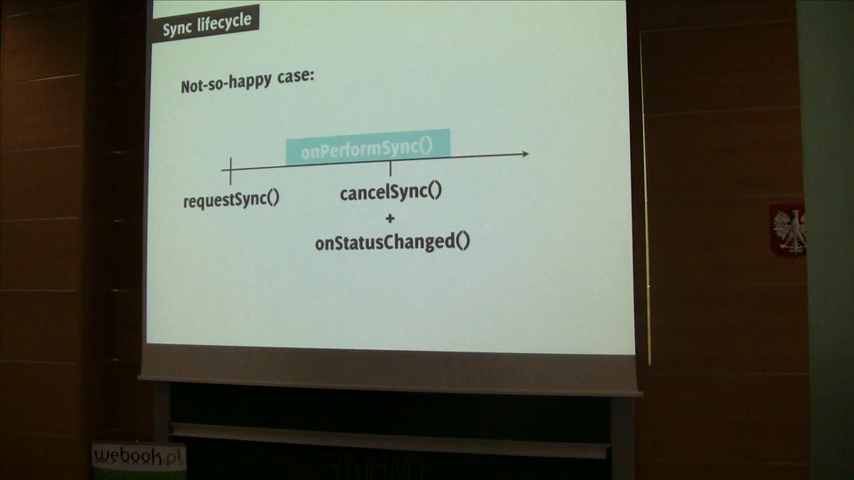 Sync lifecycle
Not-so-happy case:
onPerformSync()
requestSync()
cancelSync()
+
onStatusChanged()
webook.pl